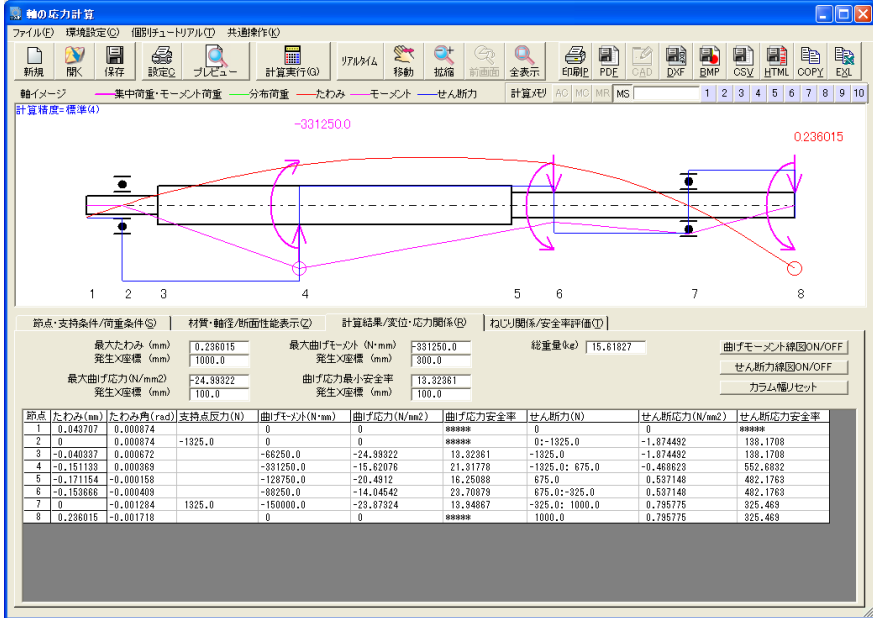 軸の応力計算
ファイル(F) 環境設定(C) 個別チュートリアル(T) 共通操作(K)
新規 開く 保存 設定C プレビュー 計算実行(G) リアルタイム 移動 拡縮 前画面 全表示 印刷P PDF CAD DXF BMP CSV HTML COPY EXL
軸イメージ 集中荷重・モーメント荷重 分布荷重 たわみ モーメント せん断力 計算メモリ AC MC MR MS 1 2 3 4 5 6 7 8 9 10
計算精度=標準(4)
-331250.0
0.236015
1 2 3 4 5 6 7 8
節点・支持条件/荷重条件(S) 材質・軸径/断面性能表示(Z) 計算結果/変位・応力関係(R) ねじり関係/安全率評価(T)
最大たわみ (mm) 0.236015 最大曲げモーメント (N・mm) -331250.0 総重量(kg) 15.61827 曲げモーメント線図ON/OFF
発生X座標 (mm) 1000.0 発生X座標 (mm) 300.0
せん断力線図ON/OFF
最大曲げ応力(N/mm2) -24.99322 曲げ応力最小安全率 13.32361
カラム幅リセット
発生X座標 (mm) 100.0 発生X座標 (mm) 100.0
節点 たわみ(mm) たわみ角(rad) 支持点反力(N) 曲げモーメント(N・mm) 曲げ応力(N/mm2) 曲げ応力安全率 せん断力(N) せん断応力(N/mm2) せん断応力安全率
1 0.043707 0.000874 0 0 ***** 0 0 *****
2 0 0.000874 -1325.0 0 0 ***** 0:-1325.0 -1.874492 138.1708
3 -0.040337 0.000672 -66250.0 -24.99322 13.32361 -1325.0 -1.874492 138.1708
4 -0.151133 0.000369 -331250.0 -15.62076 21.31778 -1325.0: 675.0 -0.468623 552.6832
5 -0.171154 -0.000158 -128750.0 -20.4912 16.25088 675.0 0.537148 482.1763
6 -0.153666 -0.000409 -88250.0 -14.04542 23.70879 675.0:-325.0 0.537148 482.1763
7 0 -0.001284 1325.0 -150000.0 -23.87324 13.94867 -325.0: 1000.0 0.795775 325.469
8 0.236015 -0.001718 0 0 ***** 1000.0 0.795775 325.469